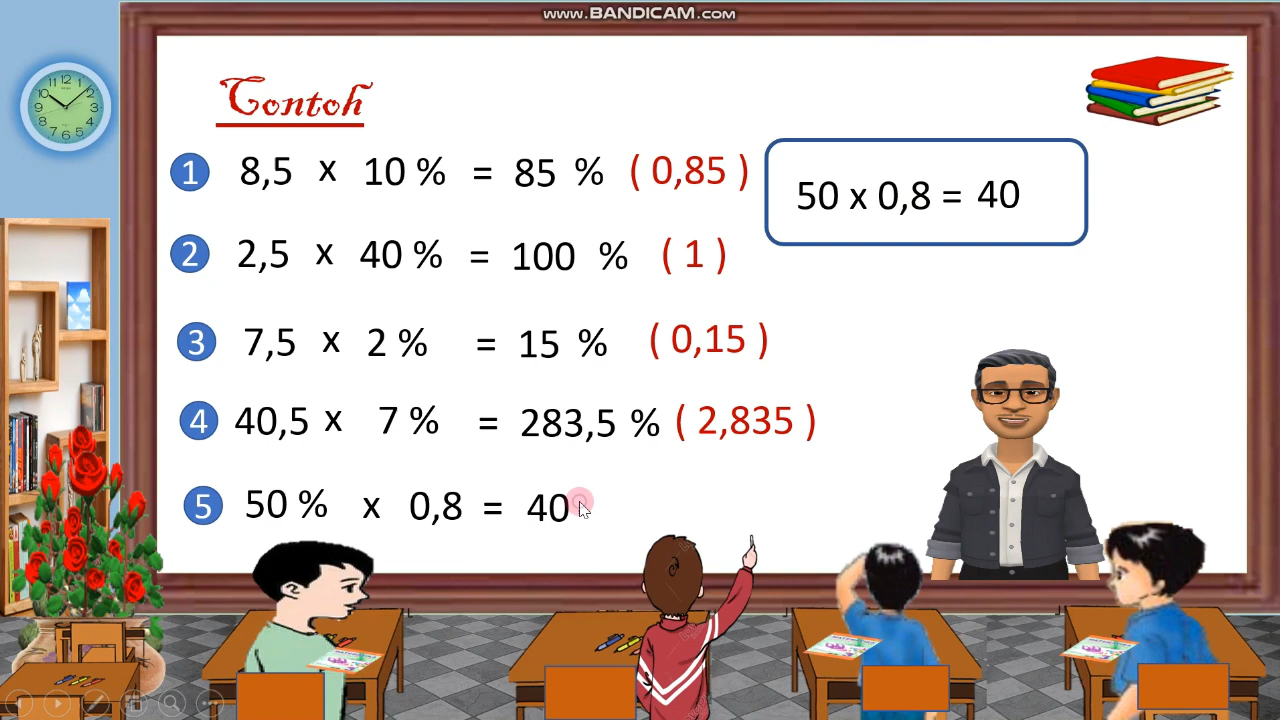 www.BANDICAM.com
Contoh
1 8,5 x 10 % = 85 % ( 0,85 )
50 x 0,8 = 40
2 2,5 x 40 % = 100 % ( 1 )
3 7,5 x 2 % = 15 % ( 0,15 )
4 40,5 x 7 % = 283,5 % ( 2,835 )
5 50 % x 0,8 = 40